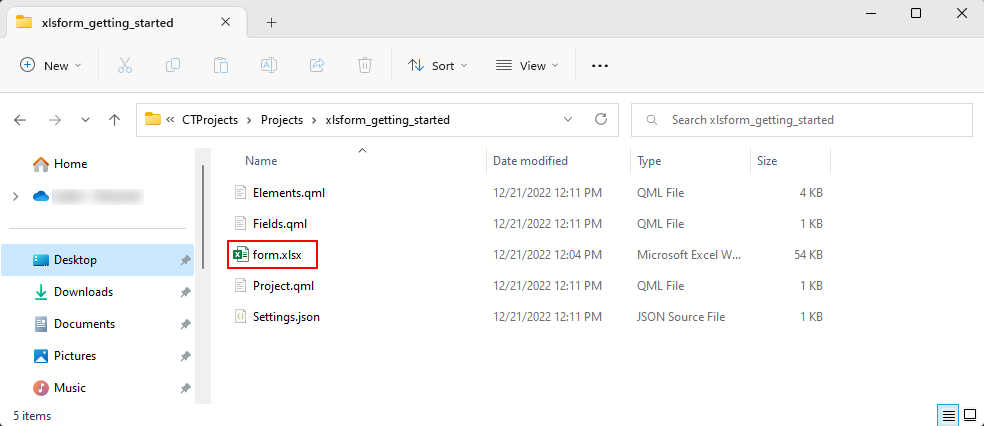 xlsform_getting_started
New
Sort
View
« CTProjects > Projects > xlsform_getting_started
Search xlsform_getting_started
Home
Desktop
Downloads
Documents
Pictures
Music
Name Date modified Type Size
Elements.qml 12/21/2022 12:11 PM QML File 4 KB
Fields.qml 12/21/2022 12:11 PM QML File 1 KB
form.xlsx 12/21/2022 12:04 PM Microsoft Excel W... 54 KB
Project.qml 12/21/2022 12:11 PM QML File 1 KB
Settings.json 12/21/2022 12:11 PM JSON Source File 1 KB
5 items